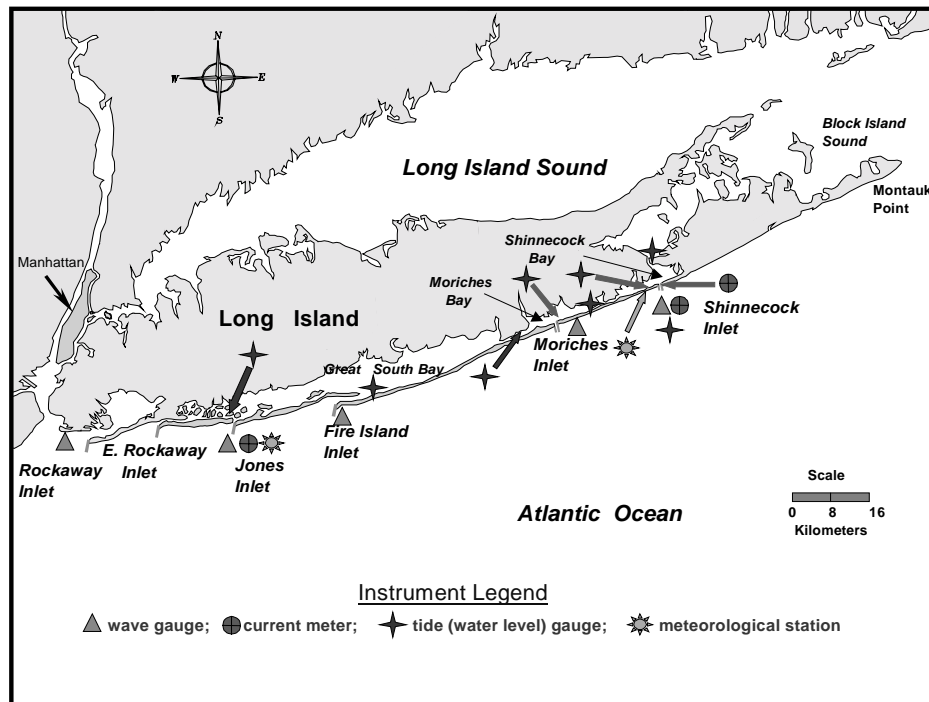 N
W E
S
Block Island
Sound
Long Island Sound
Montauk
Point
Shinnecock
Bay
Manhattan
Moriches
Bay
Shinnecock
Inlet
Long Island
Moriches
Inlet
Great South Bay
Fire Island
Inlet
E. Rockaway
Inlet
Rockaway
Inlet
Jones
Inlet
Scale
0 8 16
Kilometers
Atlantic Ocean
Instrument Legend
wave gauge; current meter; tide (water level) gauge; meteorological station